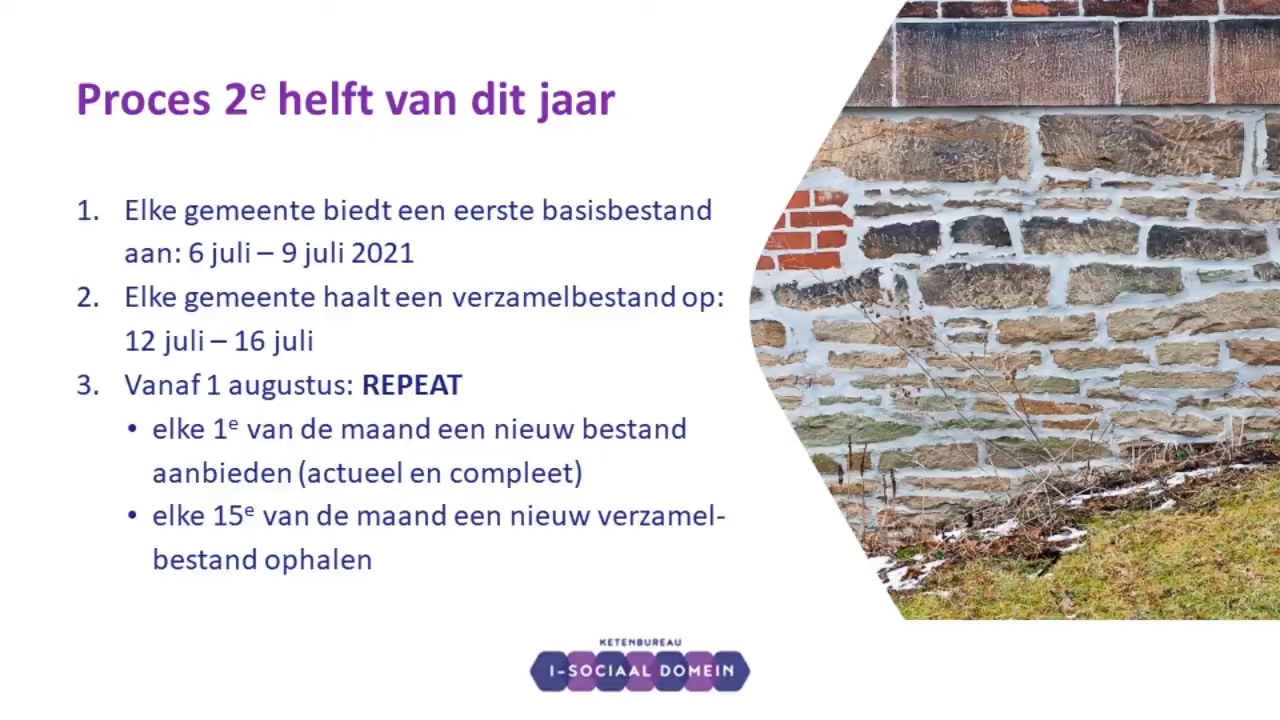 Proces 2e helft van dit jaar
1. Elke gemeente biedt een eerste basisbestand
aan: 6 juli – 9 juli 2021
2. Elke gemeente haalt een verzamelbestand op:
12 juli – 16 juli
3. Vanaf 1 augustus: REPEAT
• elke 1e van de maand een nieuw bestand
aanbieden (actueel en compleet)
• elke 15e van de maand een nieuw verzamel-
bestand ophalen
KETENBUREAU
I-SOCIAAL DOMEIN